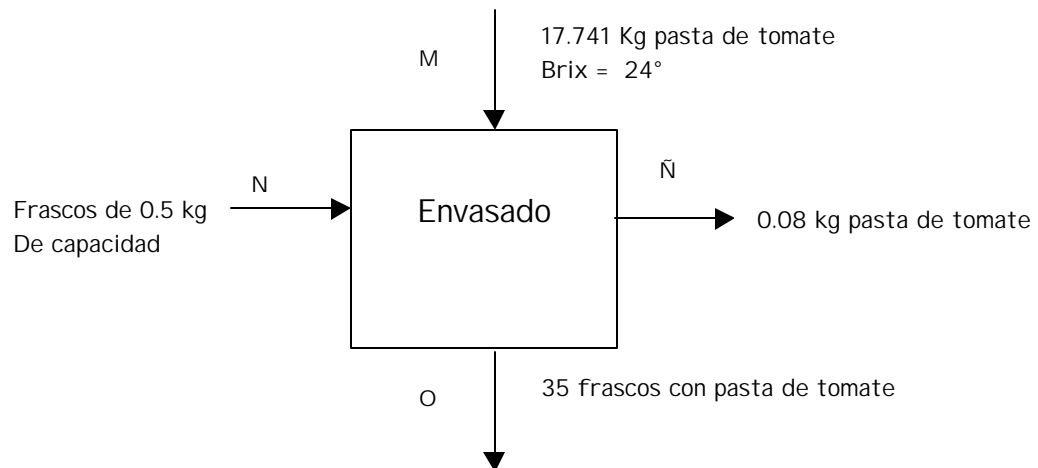 M
17.741 Kg pasta de tomate
Brix = 24°
N
Ñ
Frascos de 0.5 kg
De capacidad
Envasado
0.08 kg pasta de tomate
O
35 frascos con pasta de tomate